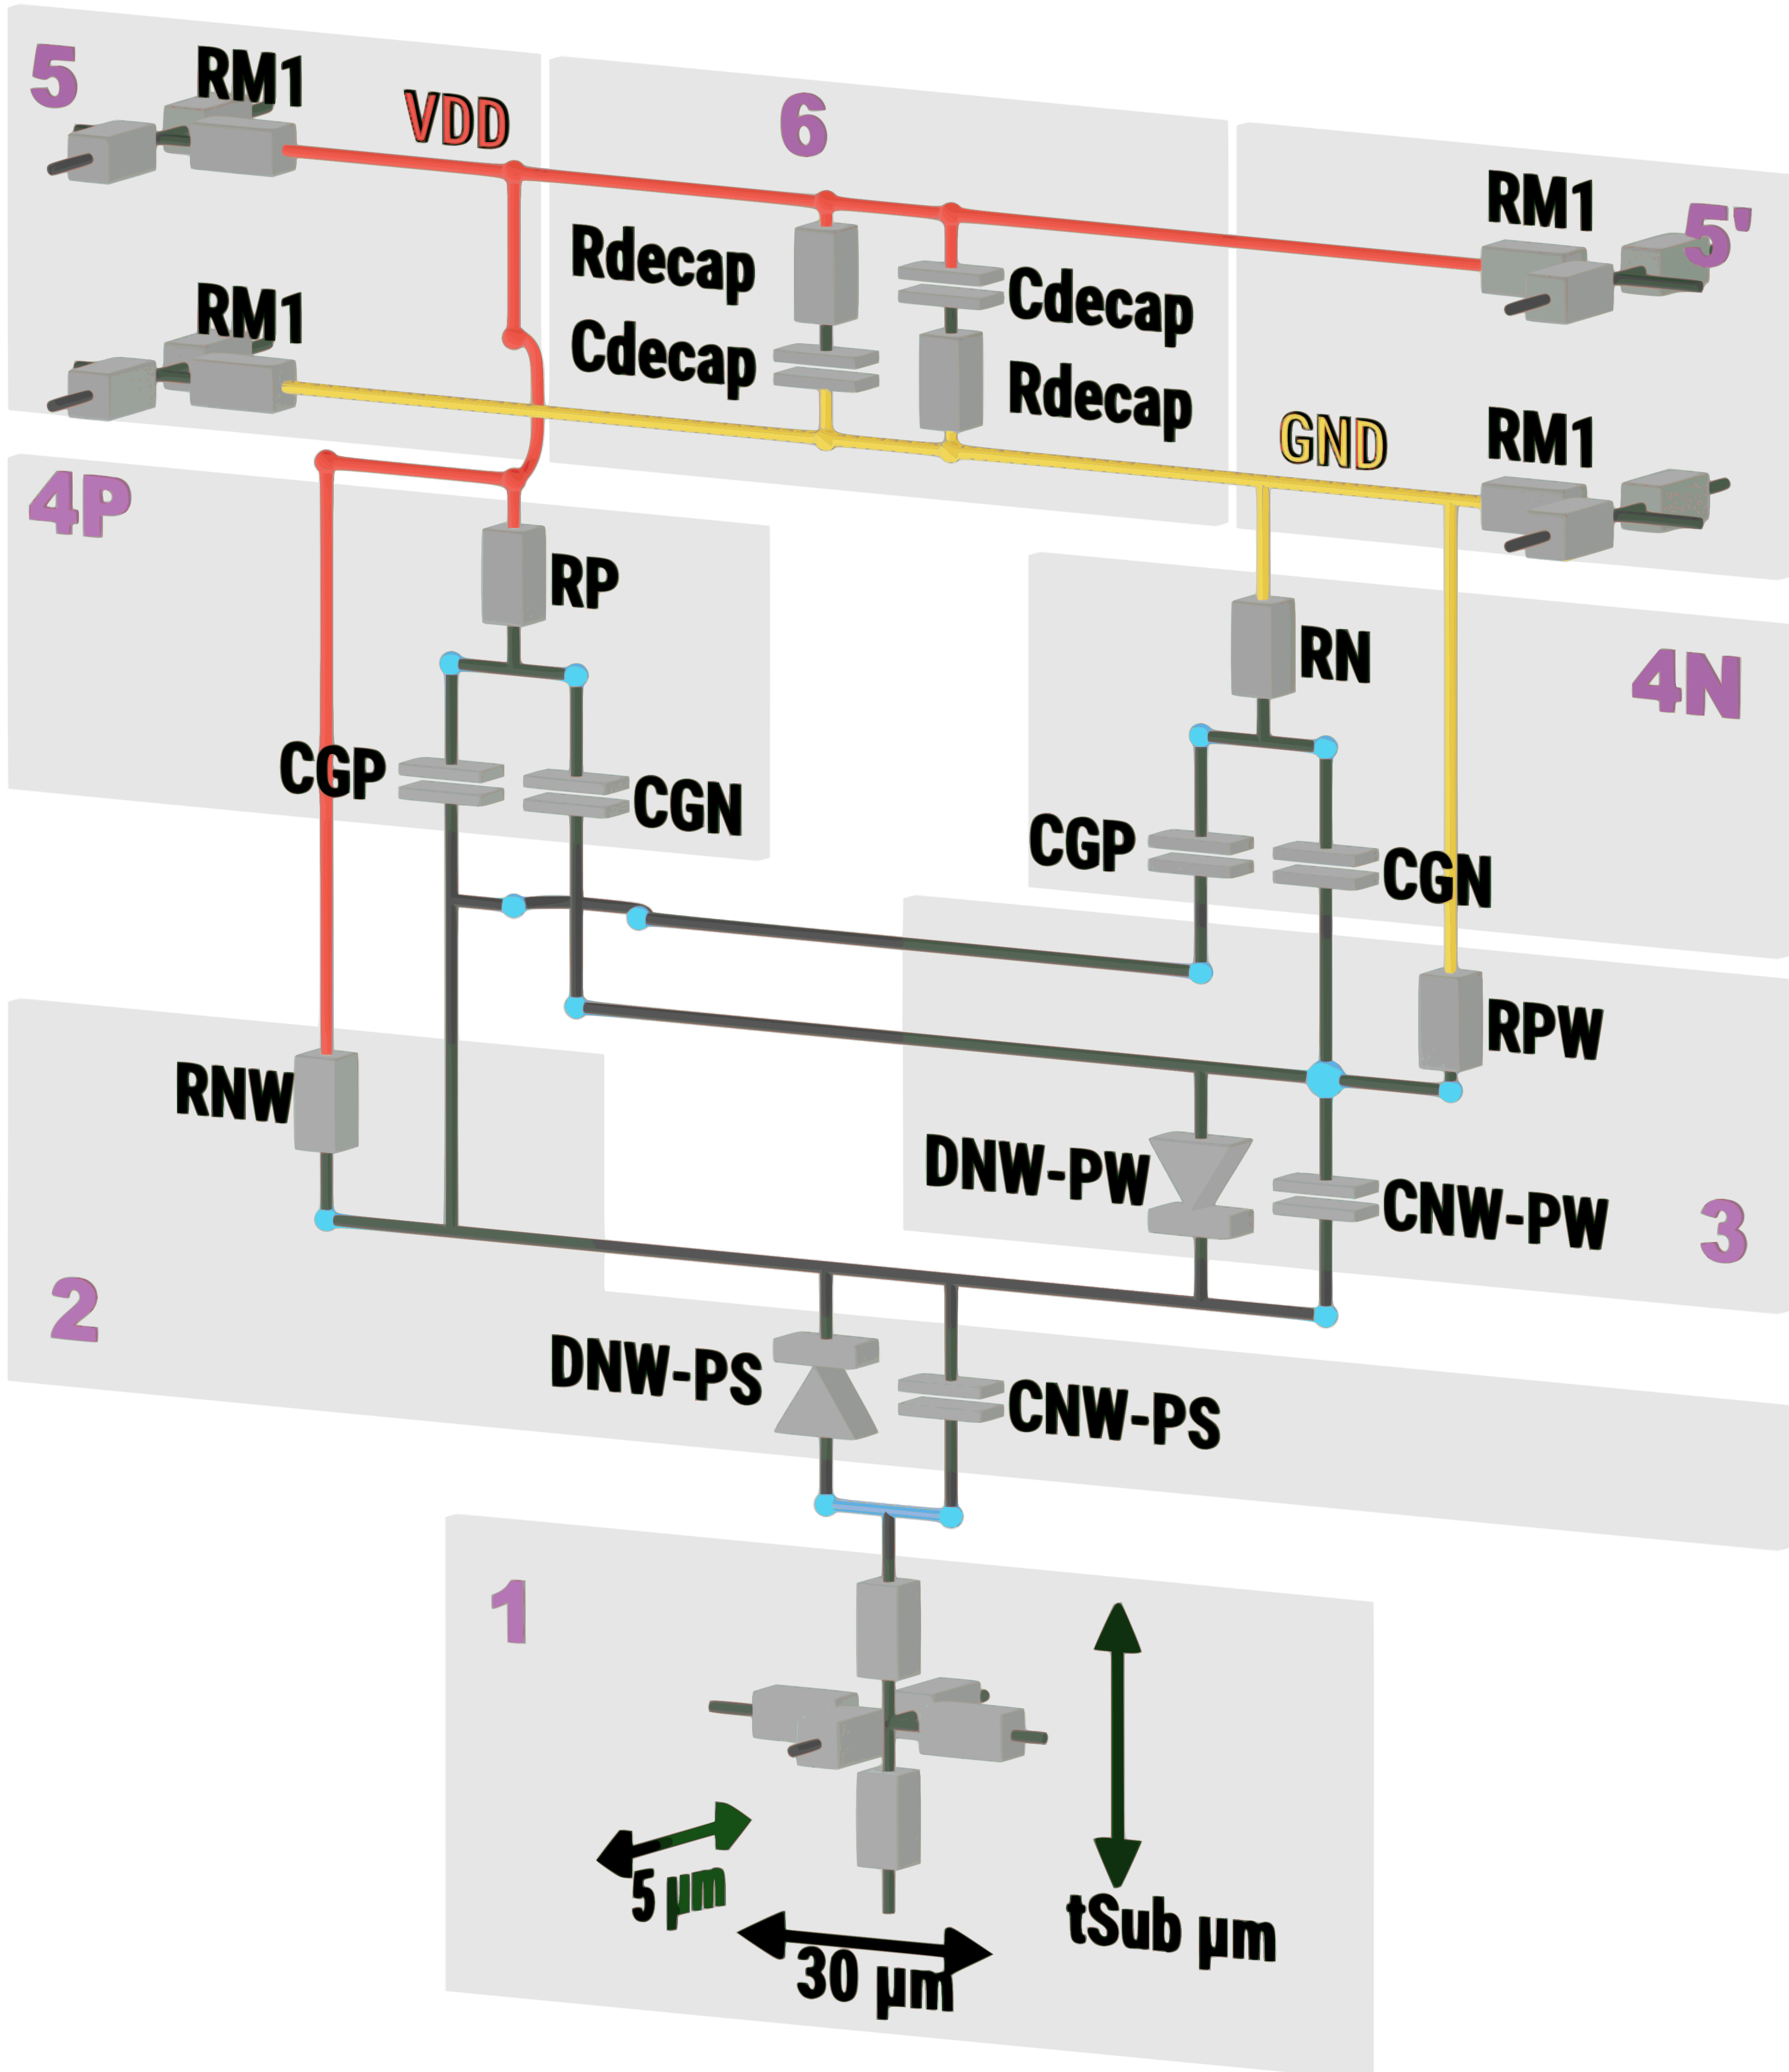 5
RM1
VDD
6
RM1
5'
Rdecap
Cdecap
RM1
Cdecap
Rdecap
GND
RM1
4P
RP
RN
4N
CGP
CGN
CGP
CGN
RNW
RPW
DNW-PW
CNW-PW
3
2
DNW-PS
CNW-PS
1
5 µm
30 µm
tSub µm